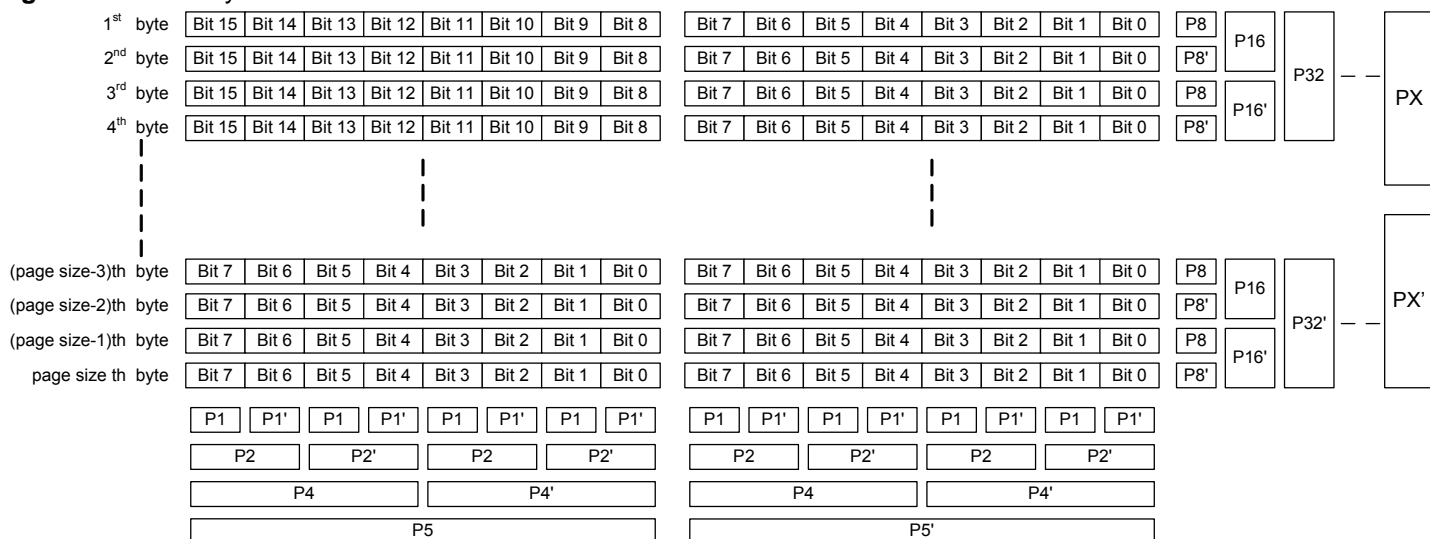 1st byte Bit 15 Bit 14 Bit 13 Bit 12 Bit 11 Bit 10 Bit 9 Bit 8 Bit 7 Bit 6 Bit 5 Bit 4 Bit 3 Bit 2 Bit 1 Bit 0 P8 P16 P32 PX
2nd byte Bit 15 Bit 14 Bit 13 Bit 12 Bit 11 Bit 10 Bit 9 Bit 8 Bit 7 Bit 6 Bit 5 Bit 4 Bit 3 Bit 2 Bit 1 Bit 0 P8'
3rd byte Bit 15 Bit 14 Bit 13 Bit 12 Bit 11 Bit 10 Bit 9 Bit 8 Bit 7 Bit 6 Bit 5 Bit 4 Bit 3 Bit 2 Bit 1 Bit 0 P8 P16'
4th byte Bit 15 Bit 14 Bit 13 Bit 12 Bit 11 Bit 10 Bit 9 Bit 8 Bit 7 Bit 6 Bit 5 Bit 4 Bit 3 Bit 2 Bit 1 Bit 0 P8'
(page size-3)th byte Bit 7 Bit 6 Bit 5 Bit 4 Bit 3 Bit 2 Bit 1 Bit 0 Bit 7 Bit 6 Bit 5 Bit 4 Bit 3 Bit 2 Bit 1 Bit 0 P8 P16 P32' PX’
(page size-2)th byte Bit 7 Bit 6 Bit 5 Bit 4 Bit 3 Bit 2 Bit 1 Bit 0 Bit 7 Bit 6 Bit 5 Bit 4 Bit 3 Bit 2 Bit 1 Bit 0 P8'
(page size-1)th byte Bit 7 Bit 6 Bit 5 Bit 4 Bit 3 Bit 2 Bit 1 Bit 0 Bit 7 Bit 6 Bit 5 Bit 4 Bit 3 Bit 2 Bit 1 Bit 0 P8 P16'
page size th byte Bit 7 Bit 6 Bit 5 Bit 4 Bit 3 Bit 2 Bit 1 Bit 0 Bit 7 Bit 6 Bit 5 Bit 4 Bit 3 Bit 2 Bit 1 Bit 0 P8'
P1 P1' P1 P1' P1 P1' P1 P1' P1 P1' P1 P1' P1 P1' P1 P1'
P2 P2' P2 P2' P2 P2' P2 P2'
P4 P4' P4 P4'
P5 P5'